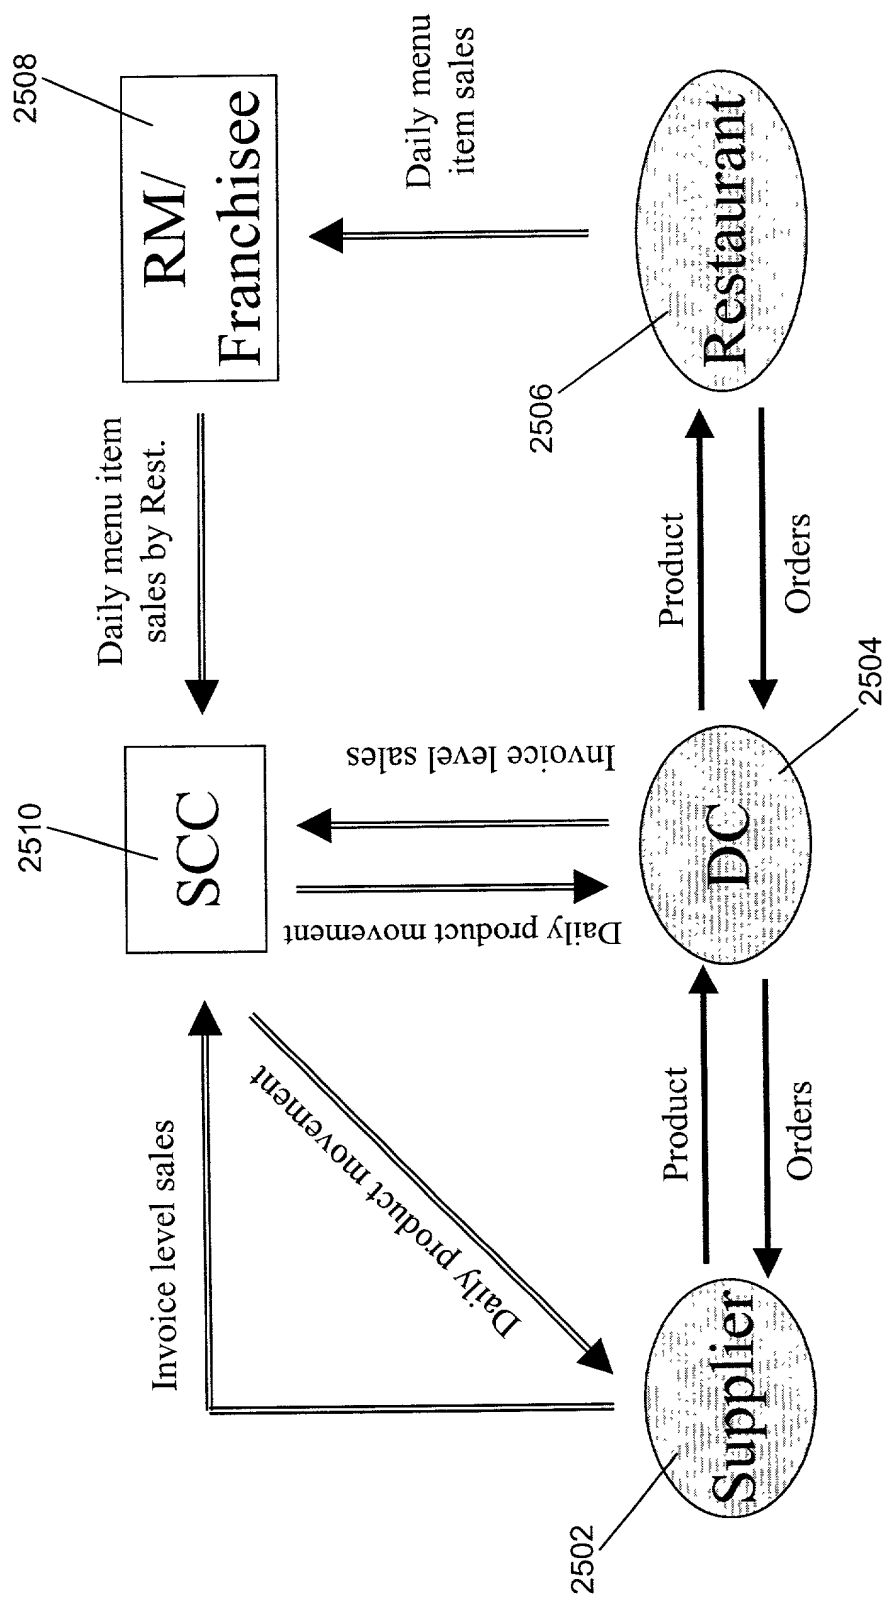 2510
2508
SCC
RM/
Franchisee
Daily menu item
sales by Rest.
Invoice level sales
Daily product movement
Daily product movement
Invoice level sales
Daily menu
item sales
2502
2506
Supplier
Product
Orders
DC
Product
Orders
Restaurant
2504